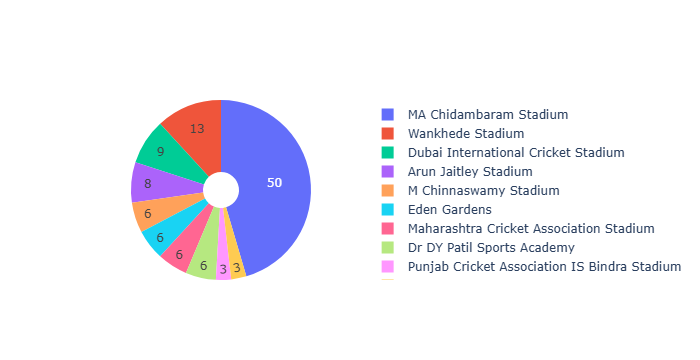 13
50
9
8
6
6
6
6
3
3
MA Chidambaram Stadium
Wankhede Stadium
Dubai International Cricket Stadium
Arun Jaitley Stadium
M Chinnaswamy Stadium
Eden Gardens
Maharashtra Cricket Association Stadium
Dr DY Patil Sports Academy
Punjab Cricket Association IS Bindra Stadium